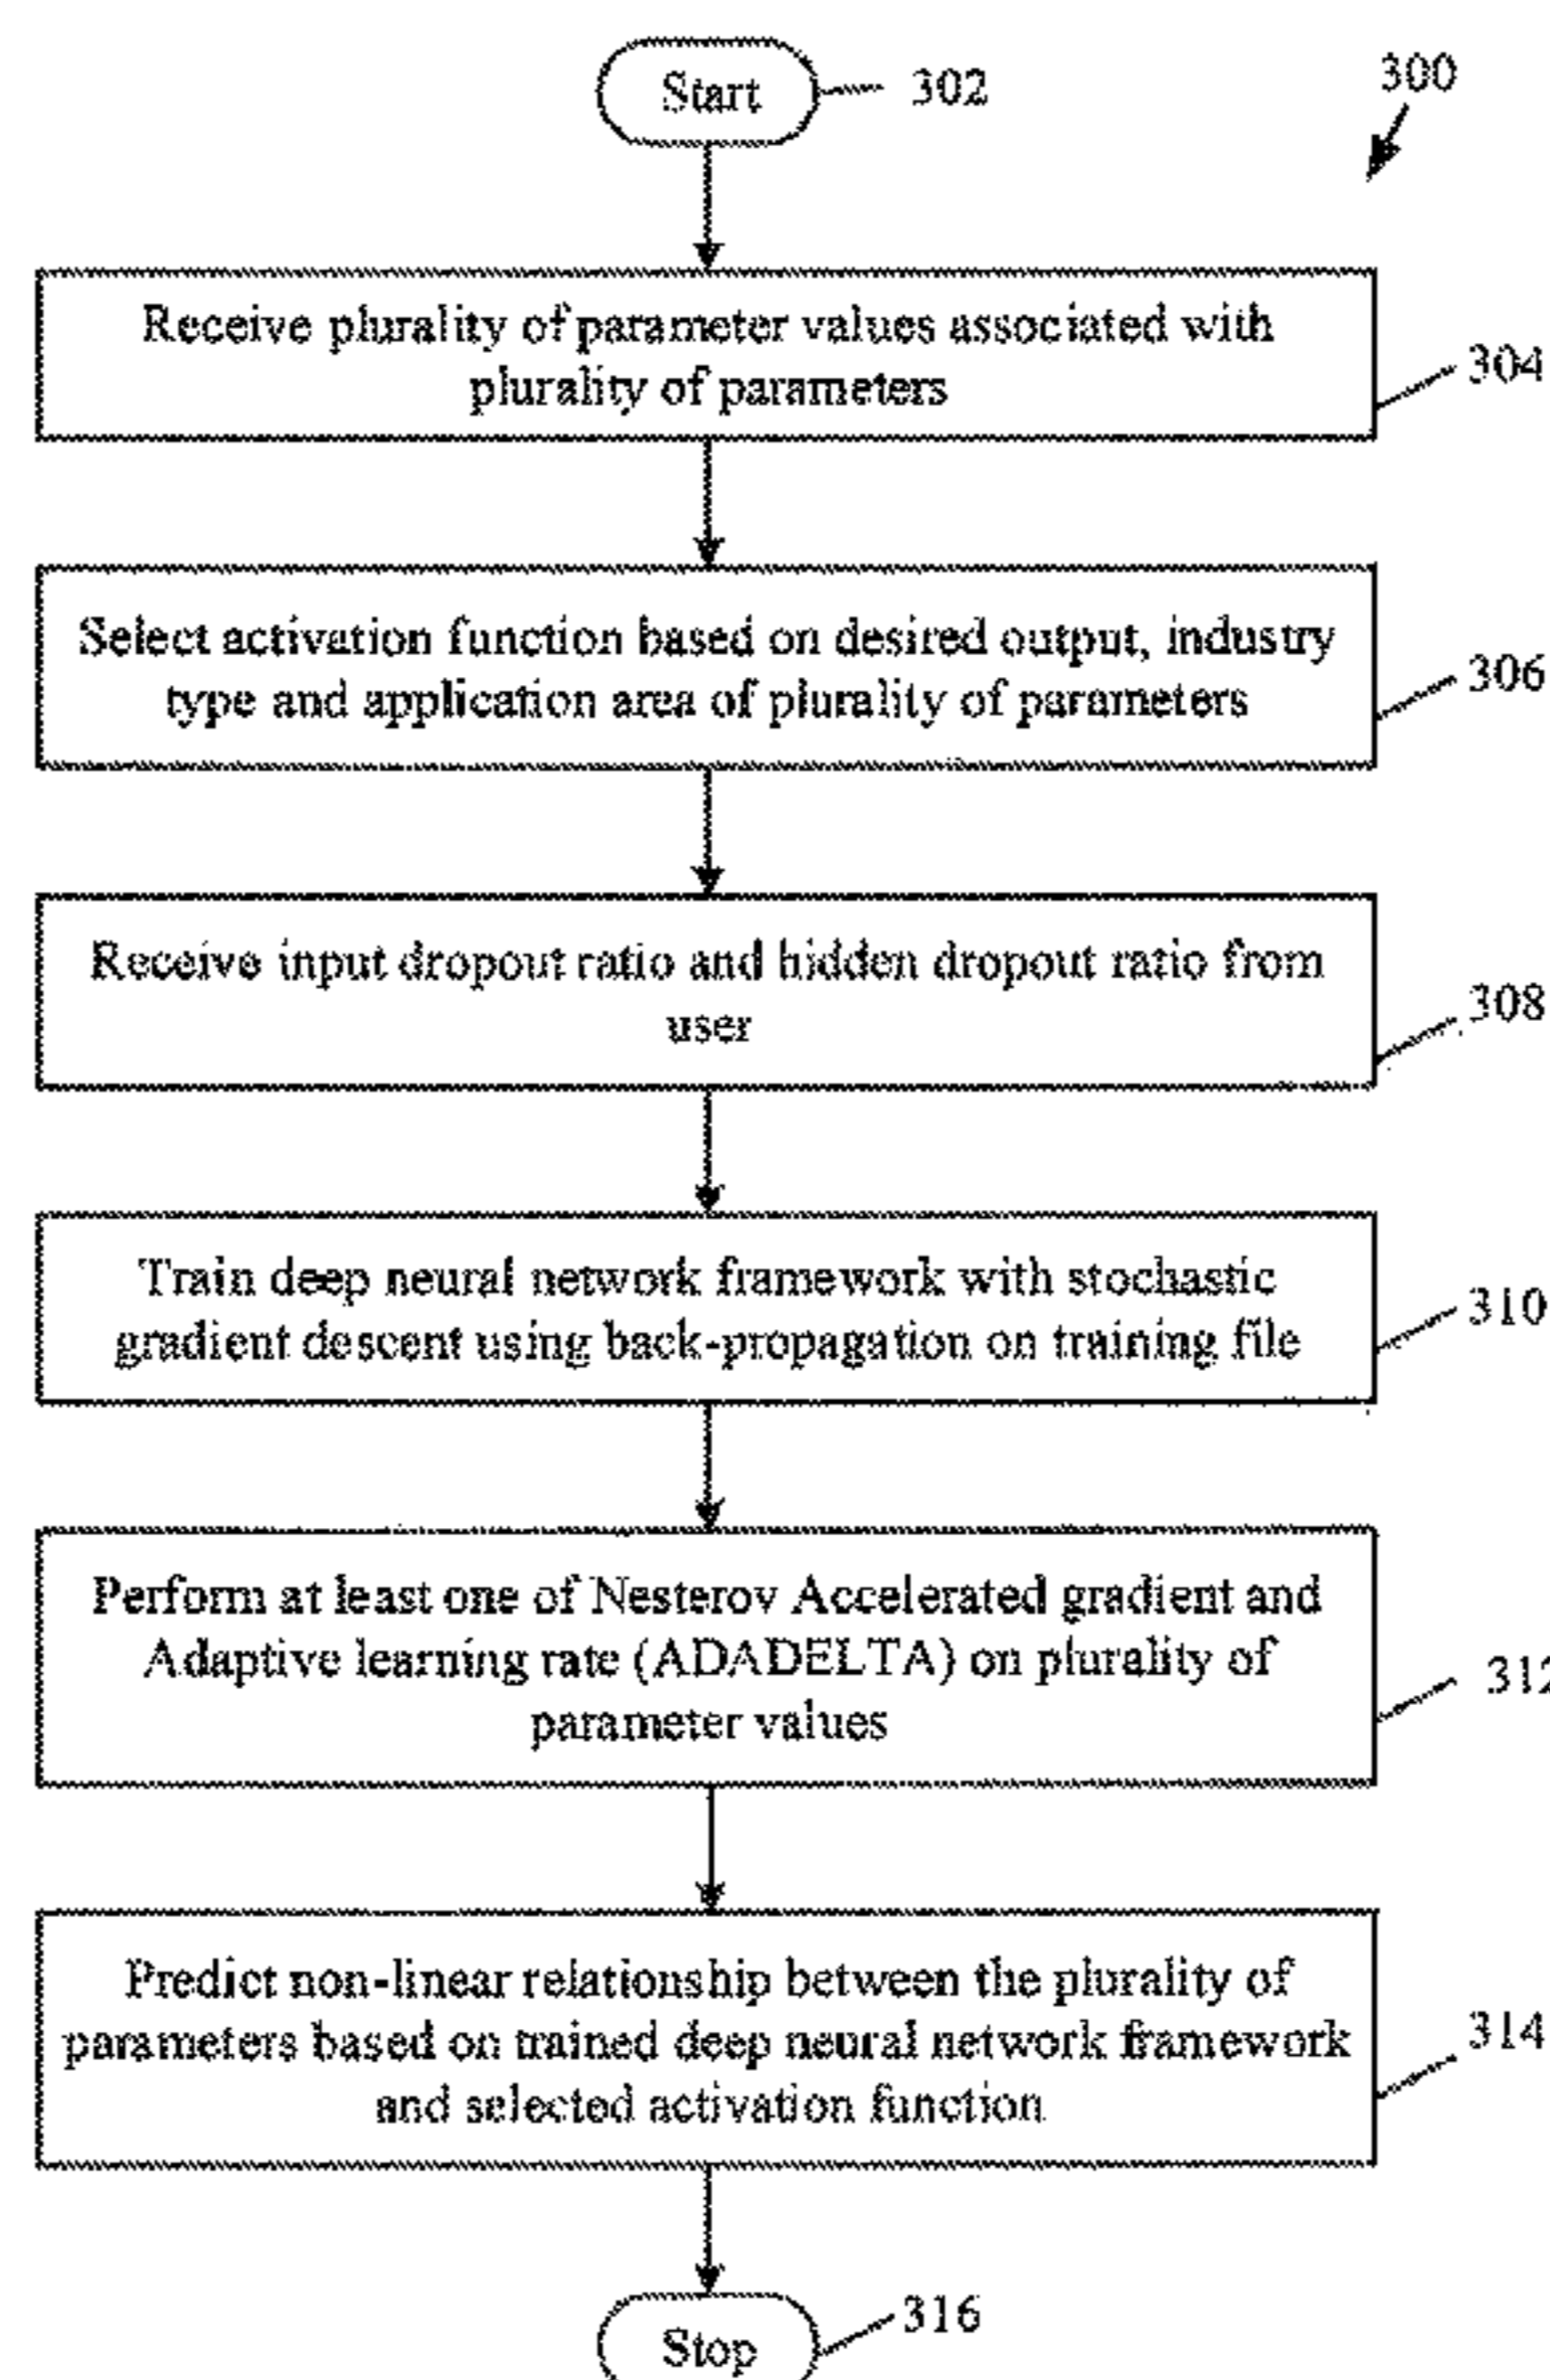 Start
302
300
Receive plurality of parameter values associated with
plurality of parameters
304
Select activation function based on desired output, industry
type and application area of plurality of parameters
306
Receive input dropout ratio and hidden dropout ratio from
user
308
Train deep neural network framework with stochastic
gradient descent using back-propagation on training file
310
Perform at least one of Nesterov Accelerated gradient and
Adaptive learning rate (ADADELTA) on plurality of
parameter values
312
Predict non-linear relationship between the plurality of
parameters based on trained deep neural network framework
and selected activation function
314
Stop
316